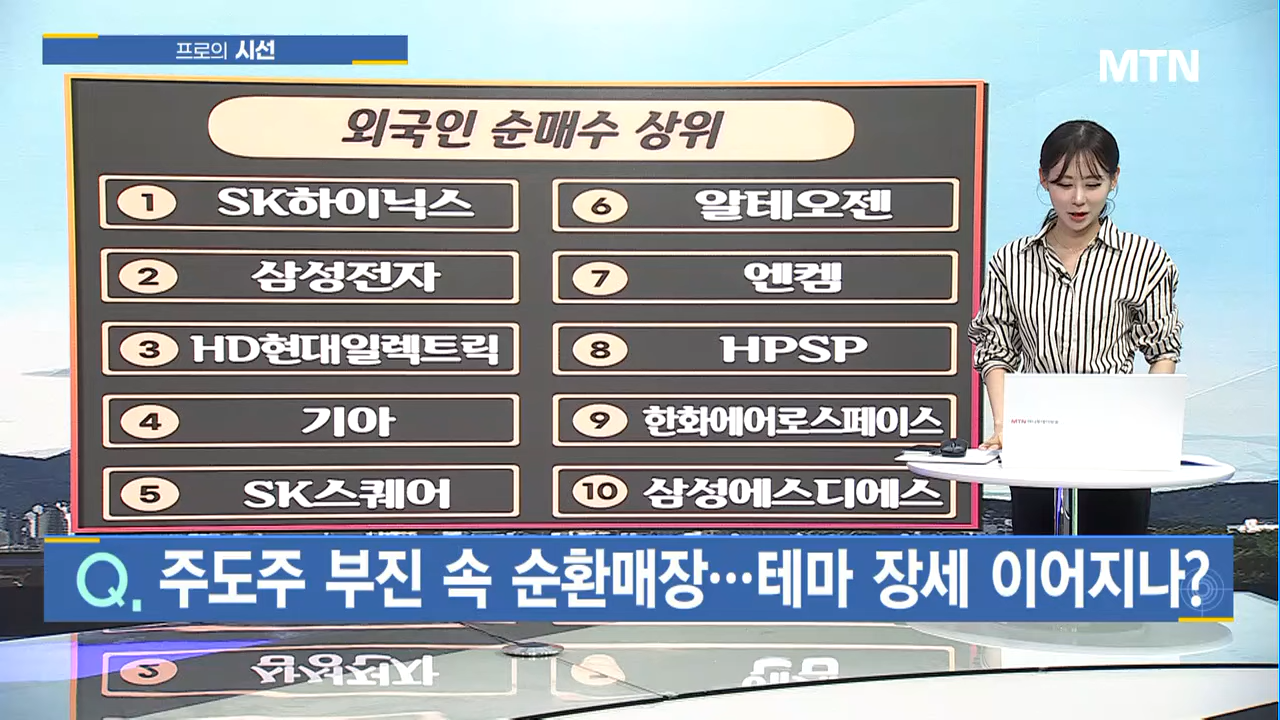 프로의 시선
MTN
외국인 순매수 상위
1 SK하이닉스
2 삼성전자
3 HD현대일렉트릭
4 기아
5 SK스퀘어
6 알테오젠
7 엔켐
8 HPSP
9 한화에어로스페이스
10 삼성에스디에스
MTN
Q. 주도주 부진 속 순환매장…테마 장세 이어지나?